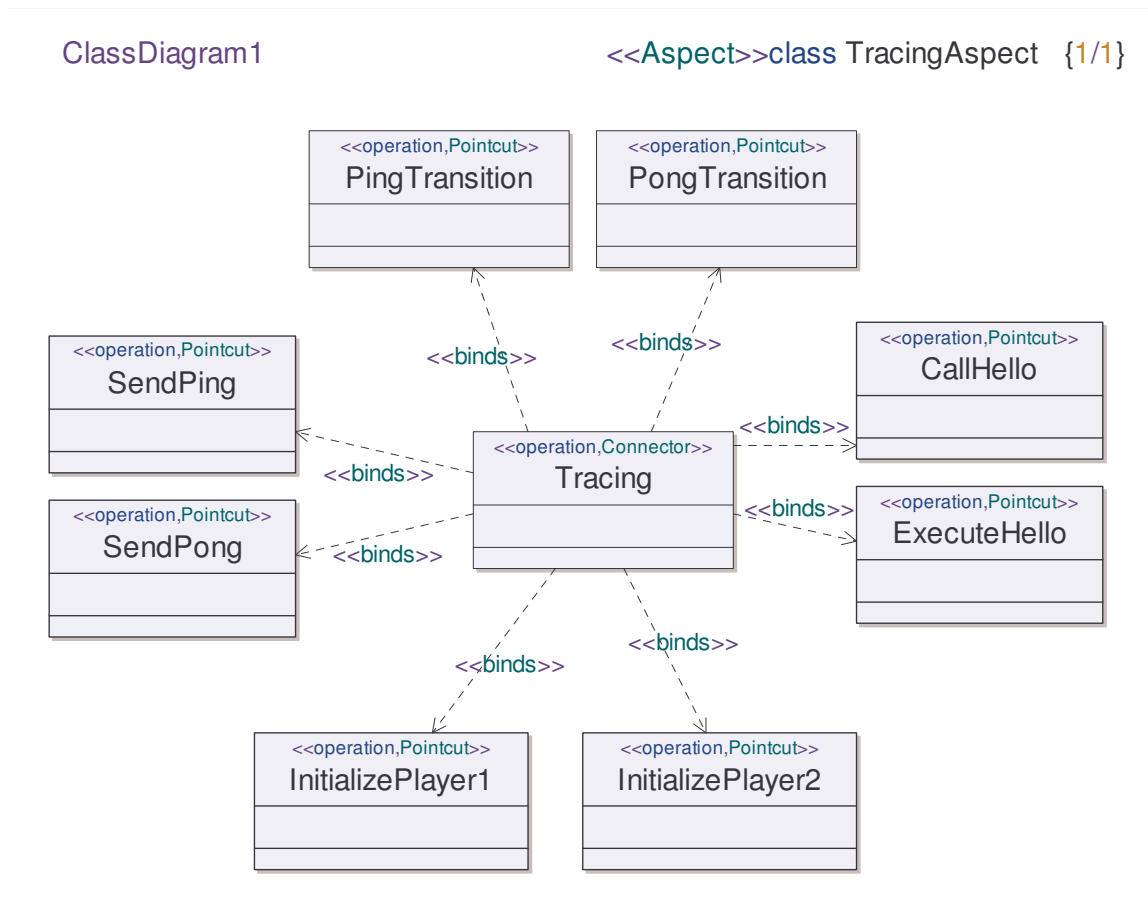 ClassDiagram1
<<Aspect>>class TracingAspect {1/1}
<<operation,Pointcut>>
PingTransition
<<operation,Pointcut>>
PongTransition
<<binds>>
<<binds>>
<<operation,Pointcut>>
SendPing
<<operation,Pointcut>>
CallHello
<<binds>>
<<binds>>
<<operation,Connector>>
Tracing
<<operation,Pointcut>>
SendPong
<<operation,Pointcut>>
ExecuteHello
<<binds>>
<<binds>>
<<binds>>
<<binds>>
<<operation,Pointcut>>
InitializePlayer1
<<operation,Pointcut>>
InitializePlayer2